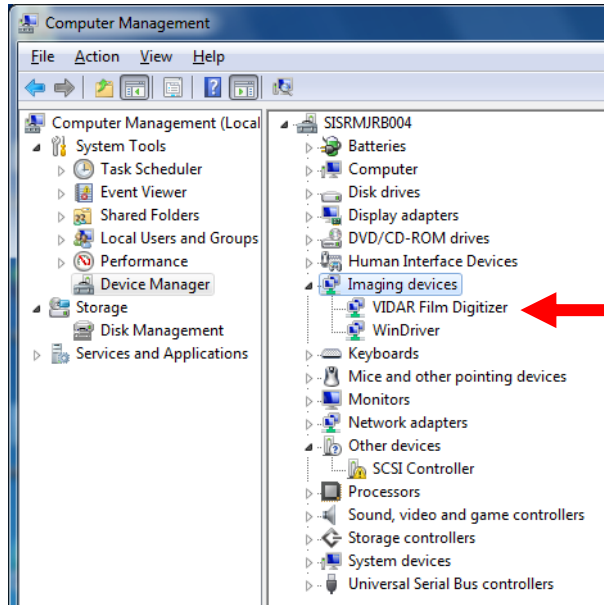 Computer Management
File Action View Help
Computer Management (Local
System Tools
Task Scheduler
Event Viewer
Shared Folders
Local Users and Groups
Performance
Device Manager
Storage
Disk Management
Services and Applications
SISRMJRB004
Batteries
Computer
Disk drives
Display adapters
DVD/CD-ROM drives
Human Interface Devices
Imaging devices
VIDAR Film Digitizer
WinDriver
Keyboards
Mice and other pointing devices
Monitors
Network adapters
Other devices
SCSI Controller
Processors
Sound, video and game controllers
Storage controllers
System devices
Universal Serial Bus controllers